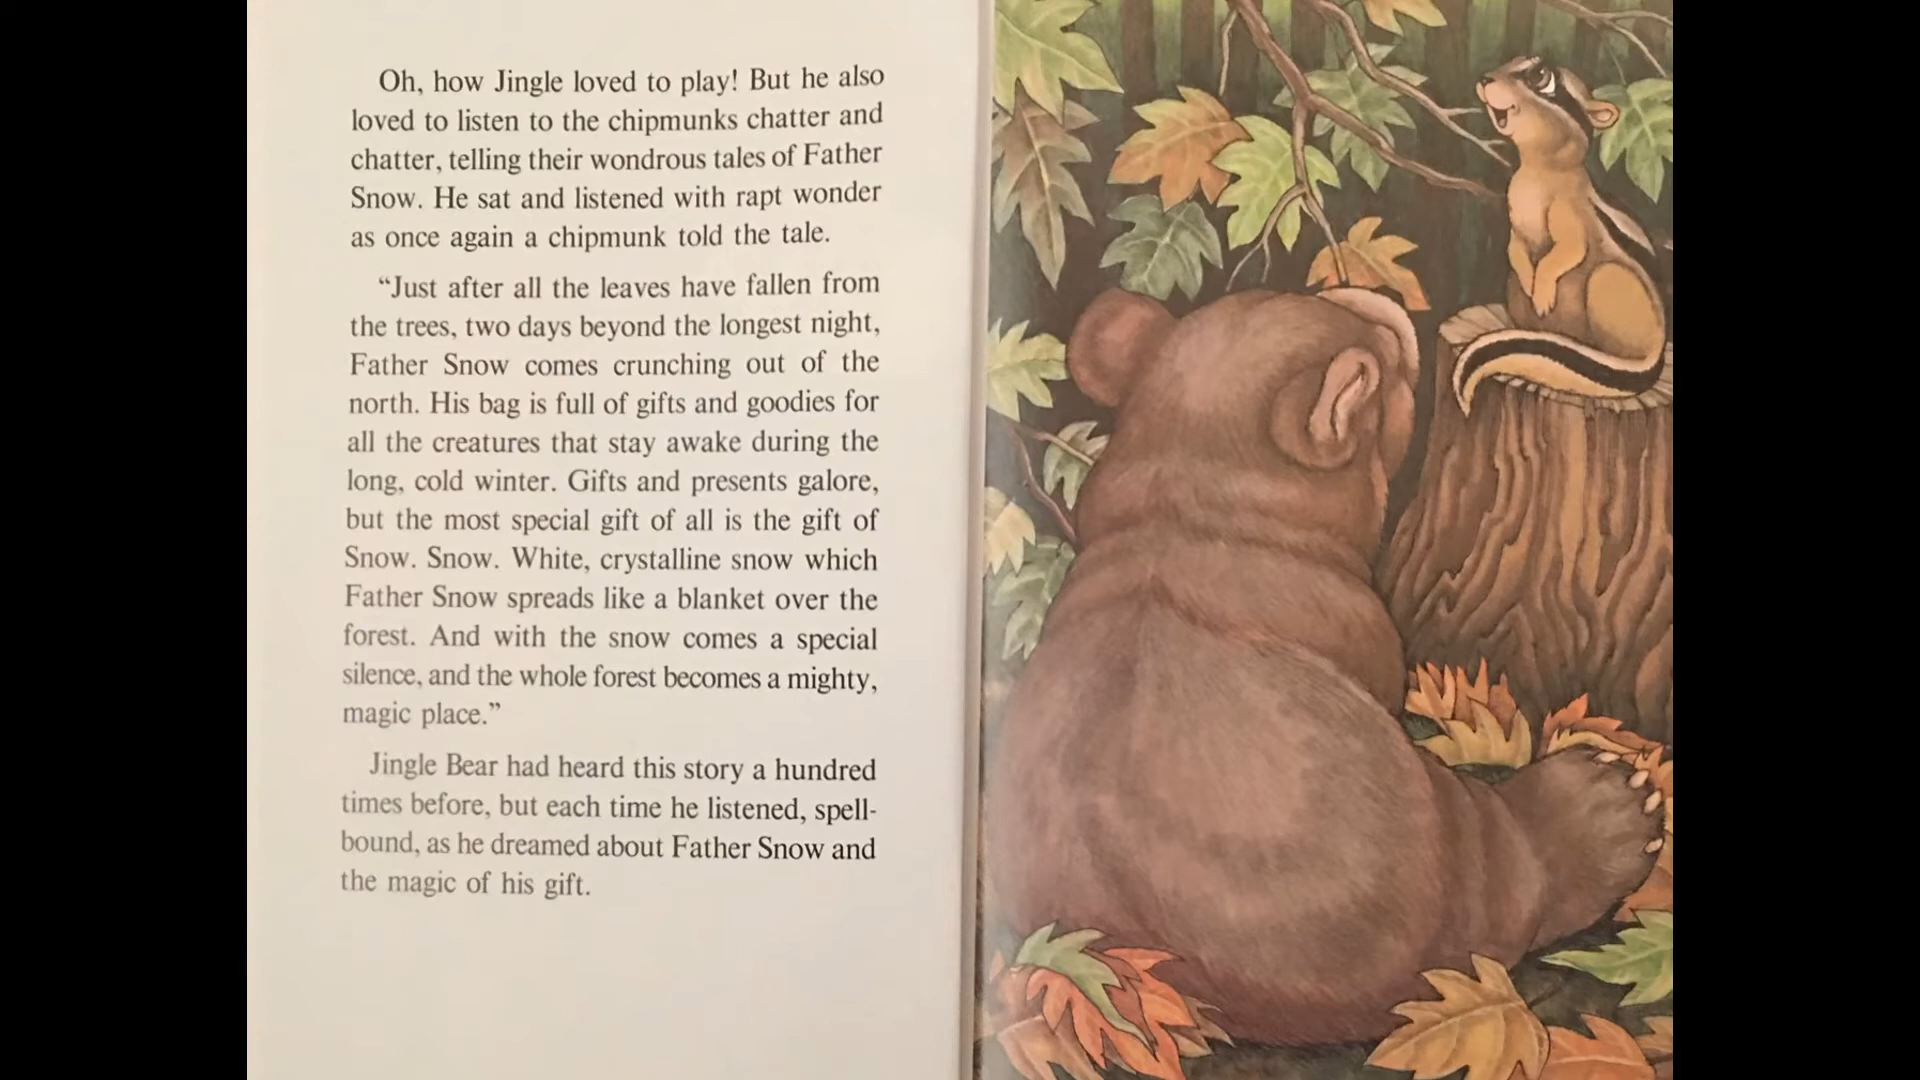 Oh, how Jingle loved to play! But he also
loved to listen to the chipmunks chatter and
chatter, telling their wondrous tales of Father
Snow. He sat and listened with rapt wonder
as once again a chipmunk told the tale.
“Just after all the leaves have fallen from
the trees, two days beyond the longest night,
Father Snow comes crunching out of the
north. His bag is full of gifts and goodies for
all the creatures that stay awake during the
long, cold winter. Gifts and presents galore,
but the most special gift of all is the gift of
Snow. Snow. White, crystalline snow which
Father Snow spreads like a blanket over the
forest. And with the snow comes a special
silence, and the whole forest becomes a mighty,
magic place.”
Jingle Bear had heard this story a hundred
times before, but each time he listened, spell-
bound, as he dreamed about Father Snow and
the magic of his gift.